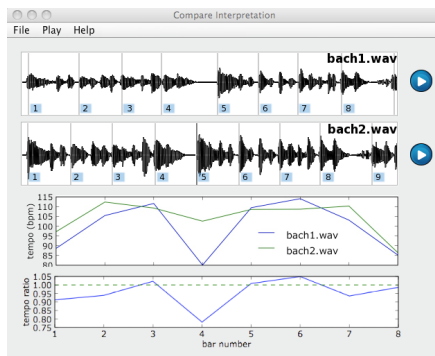 Compare Interpretation
File Play Help
bach1.wav
1 2 3 4 5 6 7 8
bach2.wav
1 2 3 4 5 6 7 8 9
115
110
105
100
95
90
85
80
tempo (bpm)
bach1.wav
bach2.wav
1.05
1.00
0.95
0.90
0.85
0.80
0.75
tempo ratio
1 2 3 4 5 6 7 8
bar number